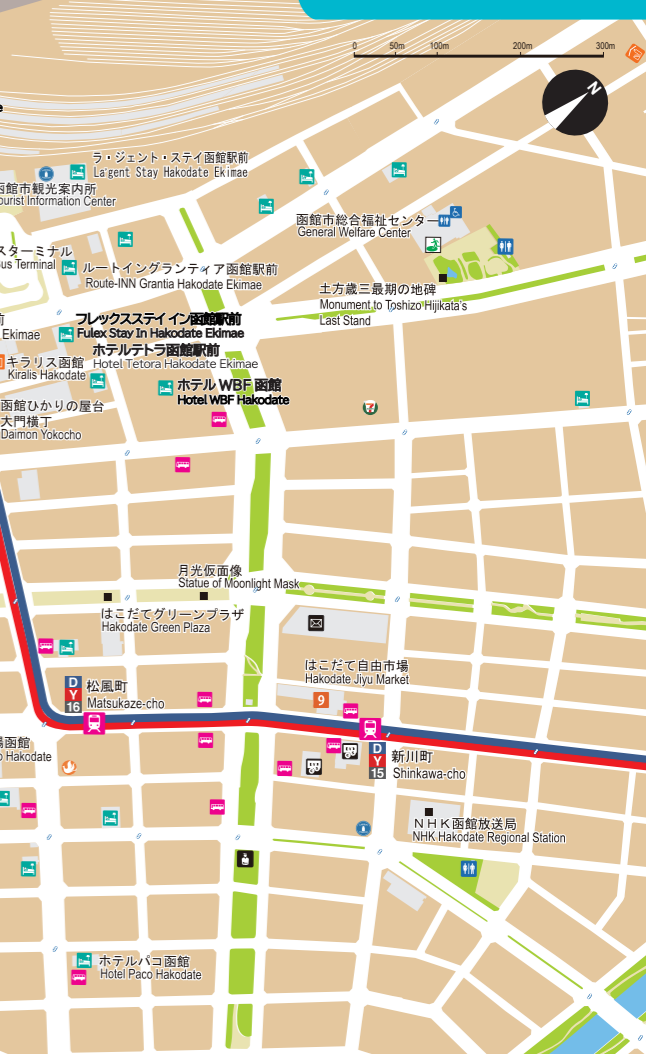 0 50m 100m 200m 300m
N
e
ラ・ジェント・ステイ函館駅前
La'gent Stay Hakodate Ekimae
函館市観光案内所
ourist Information Center
函館市総合福祉センター
General Welfare Center
スターミナル
us Terminal
ルートイングランティア函館駅前
Route-INN Grantia Hakodate Ekimae
土方歳三最期の地碑
Monument to Toshizo Hijikata's
Last Stand
前
Ekimae
フレックスステイイン函館駅前
Fulex Stay In Hakodate Ekimae
ホテルテトラ函館駅前
Hotel Tetora Hakodate Ekimae
キラリス函館
Kiralis Hakodate
ホテル WBF 函館
Hotel WBF Hakodate
函館ひかりの屋台
大門横丁
Daimon Yokocho
7
月光仮面像
Statue of Moonlight Mask
はこだてグリーンプラザ
Hakodate Green Plaza
はこだて自由市場
Hakodate Jiyu Market
9
D
Y
16
松風町
Matsukaze-cho
D
Y
15
新川町
Shinkawa-cho
場函館
o Hakodate
NHK函館放送局
NHK Hakodate Regional Station
ホテルパコ函館
Hotel Paco Hakodate